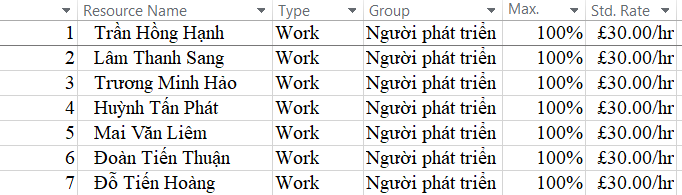 Resource Name Type Group Max. Std. Rate
1 Trần Hồng Hạnh Work Người phát triển 100% £30.00/hr
2 Lâm Thanh Sang Work Người phát triển 100% £30.00/hr
3 Trương Minh Hảo Work Người phát triển 100% £30.00/hr
4 Huỳnh Tấn Phát Work Người phát triển 100% £30.00/hr
5 Mai Văn Liêm Work Người phát triển 100% £30.00/hr
6 Đoàn Tiến Thuận Work Người phát triển 100% £30.00/hr
7 Đỗ Tiến Hoàng Work Người phát triển 100% £30.00/hr